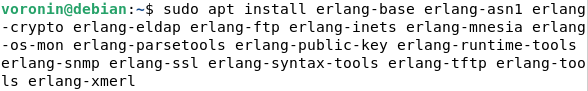 voronin@debian:~$ sudo apt install erlang-base erlang-asn1 erlang
-crypto erlang-eldap erlang-ftp erlang-inets erlang-mnesia erlang
-os-mon erlang-parsetools erlang-public-key erlang-runtime-tools
erlang-snmp erlang-ssl erlang-syntax-tools erlang-tftp erlang-too
ls erlang-xmerl